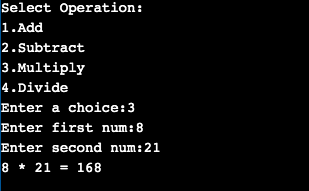 Select Operation:
1.Add
2.Subtract
3.Multiply
4.Divide
Enter a choice:3
Enter first num:8
Enter second num:21
8 * 21 = 168